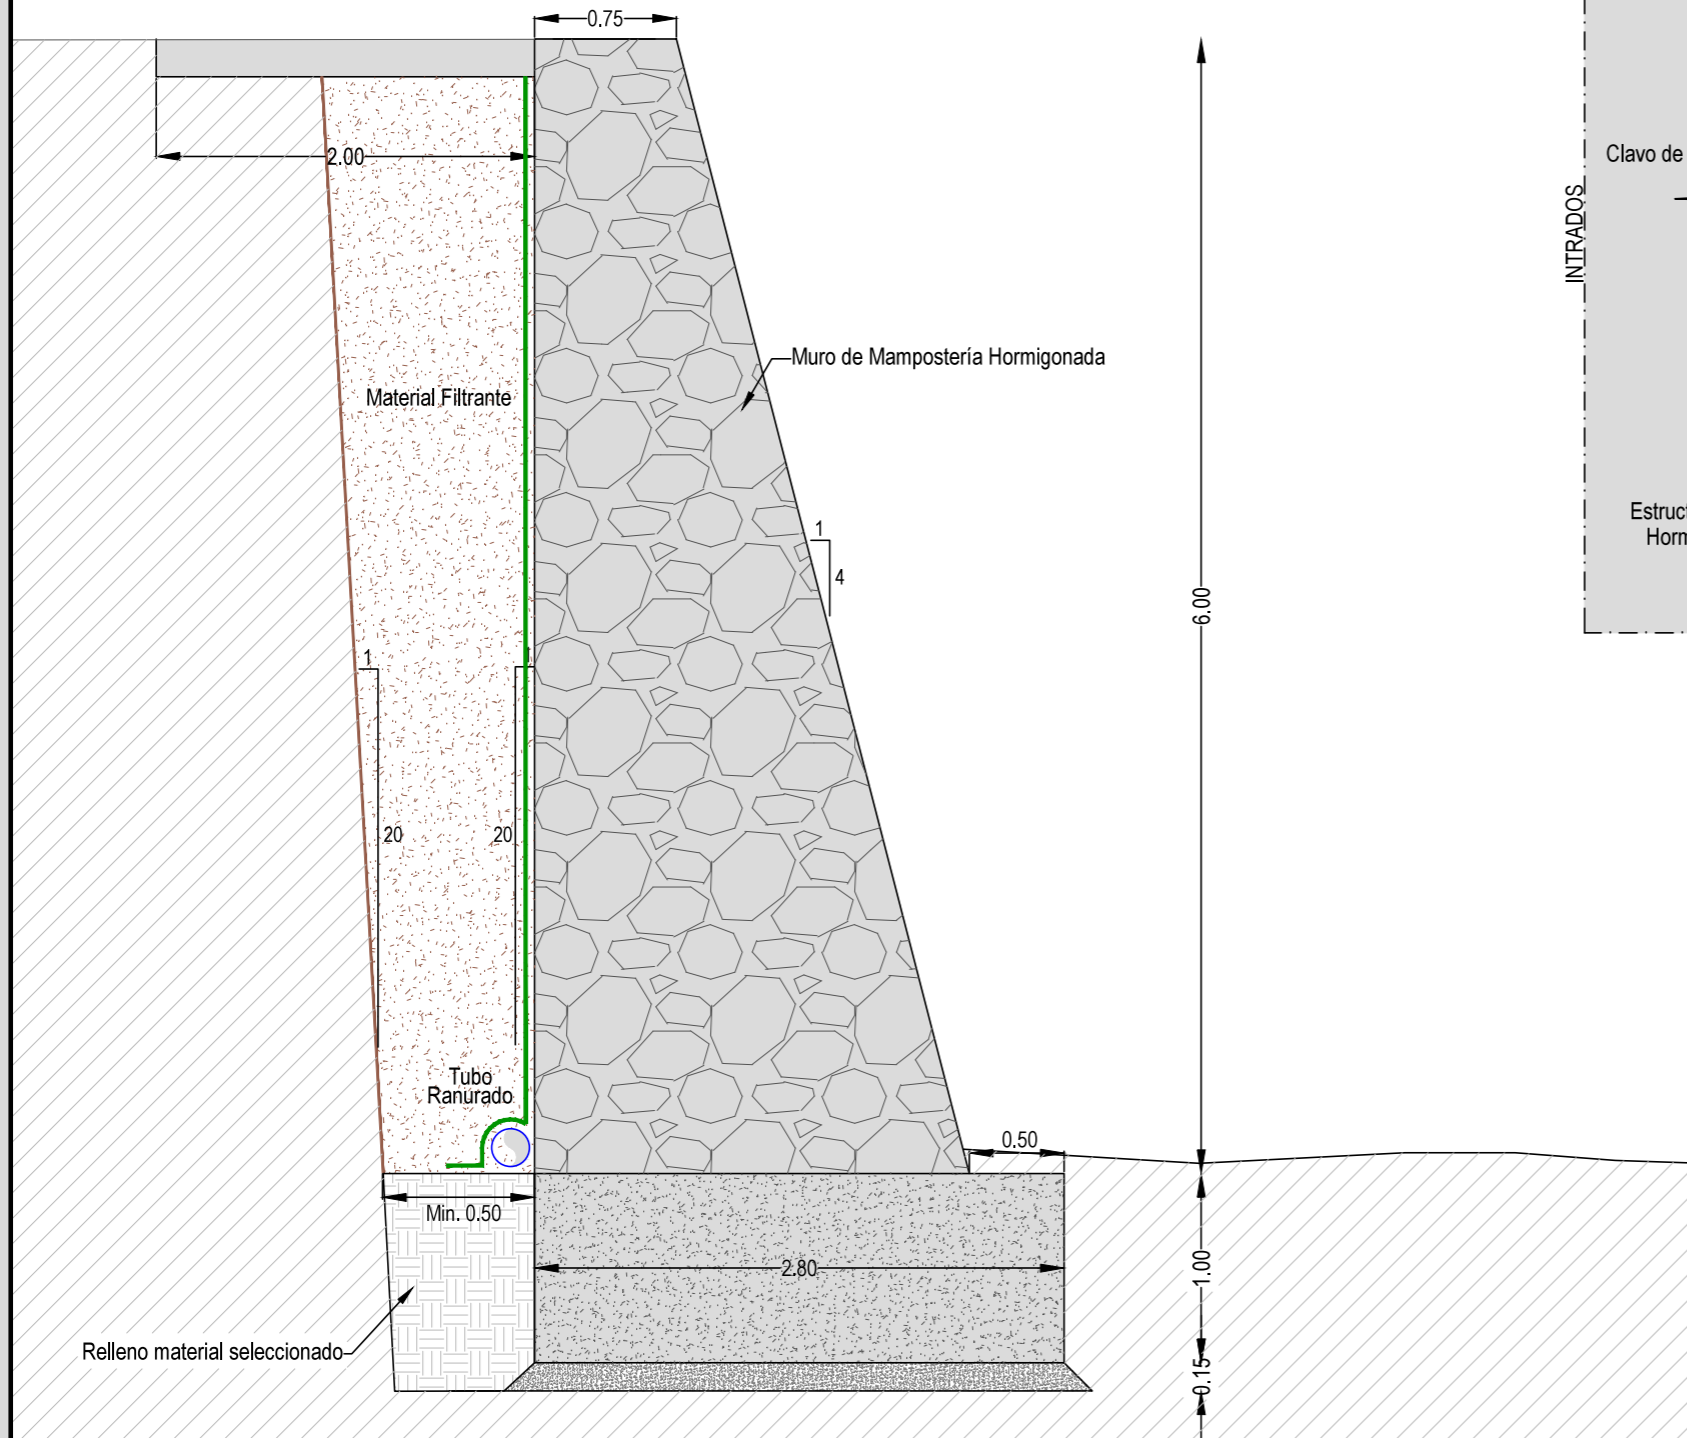 0.75
2.00
Clavo de
INTRADOS
Muro de Mampostería Hormigonada
Material Filtrante
1
4
Estruct
Horm
6.00
1
20
20
Tubo
Ranurado
0.50
Min. 0.50
2.80
1.00
Relleno material seleccionado
0.15